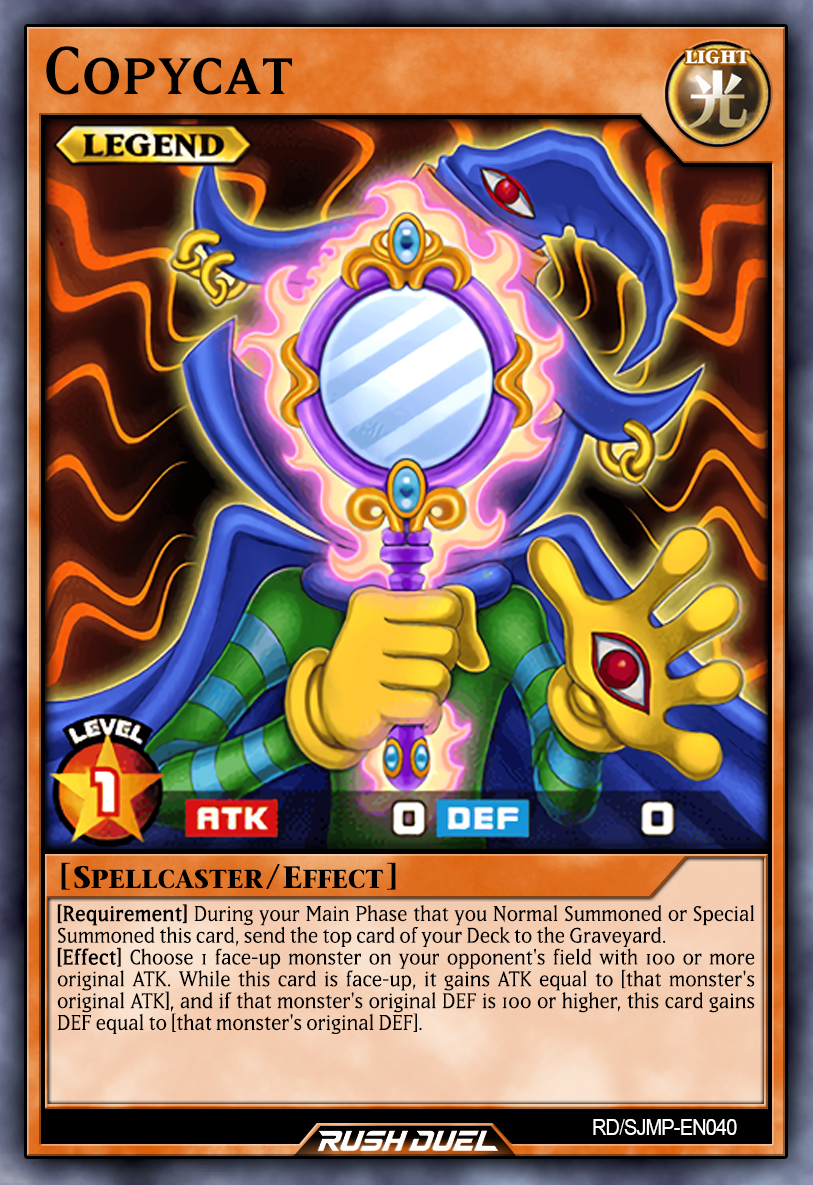 Copycat
LIGHT
光
LEGEND
LEVEL
1
ATK 0 DEF 0
[Spellcaster/Effect]
[Requirement] During your Main Phase that you Normal Summoned or Special
Summoned this card, send the top card of your Deck to the Graveyard.
[Effect] Choose 1 face-up monster on your opponent's field with 100 or more
original ATK. While this card is face-up, it gains ATK equal to [that monster's
original ATK], and if that monster's original DEF is 100 or higher, this card gains
DEF equal to [that monster's original DEF].
RD/SJMP-EN040
RUSH DUEL